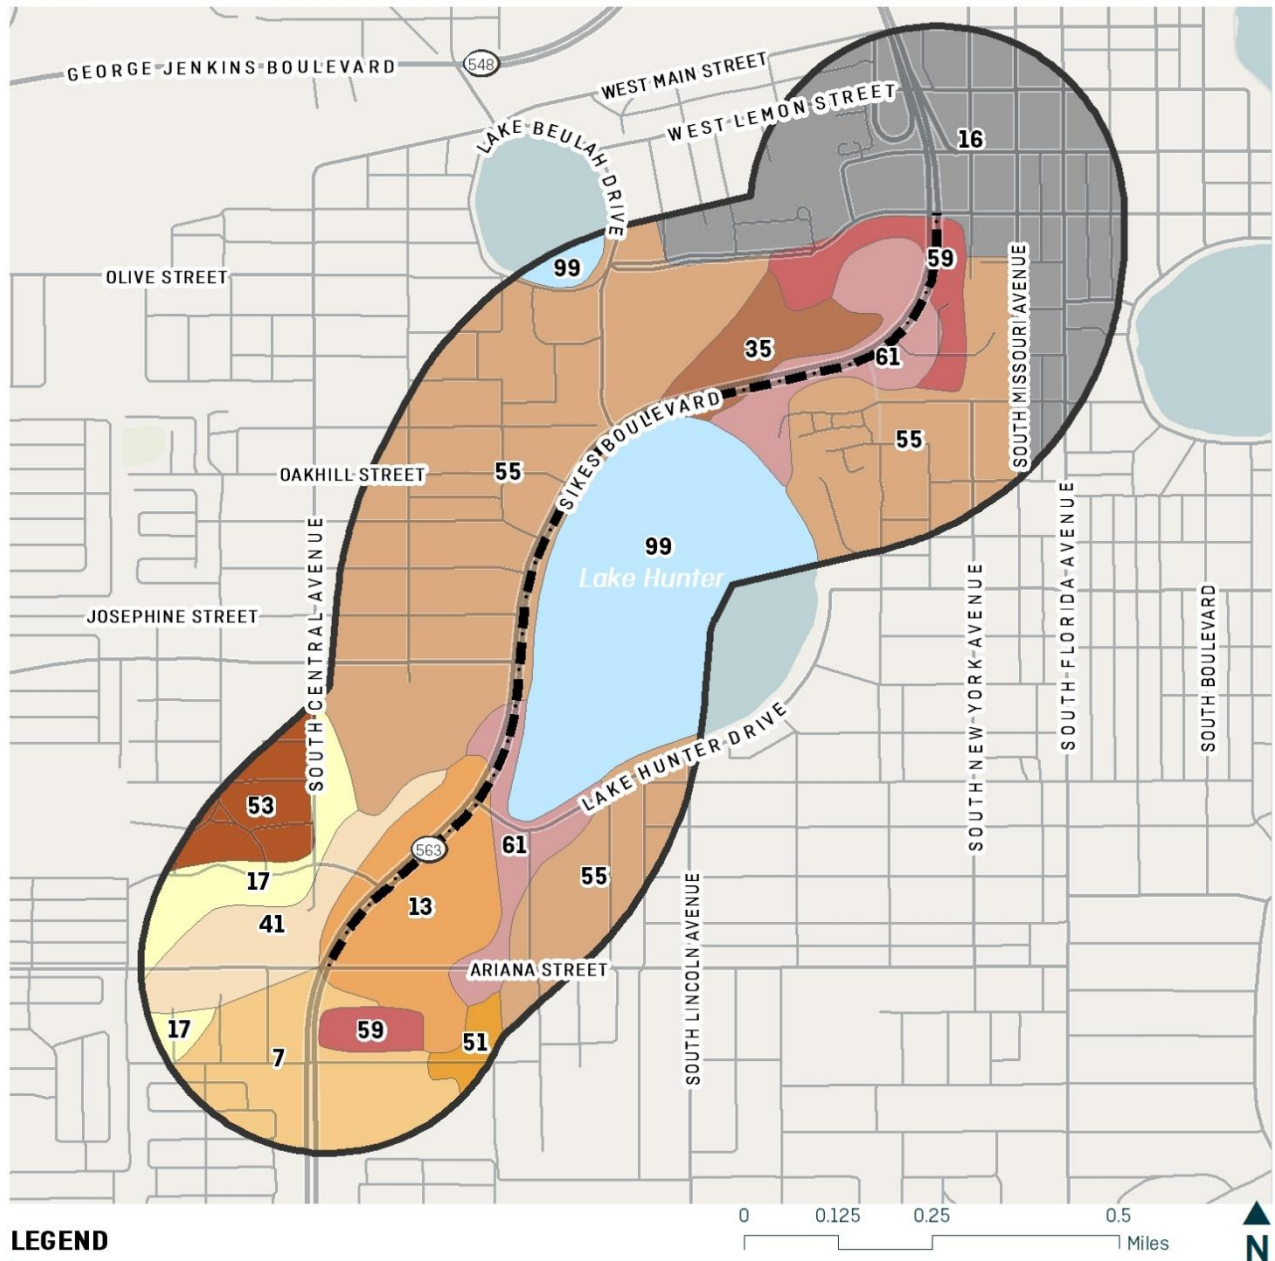 GEORGE JENKINS BOULEVARD
548
WEST MAIN STREET
WEST LEMON STREET
LAKE BEULAH DRIVE
16
OLIVE STREET
99
59
SOUTH MISSOURI AVENUE
35
61
SIKES BOULEVARD
55
OAKHILL STREET
55
99
Lake Hunter
SOUTH CENTRAL AVENUE
JOSEPHINE STREET
SOUTH NEW YORK AVENUE
SOUTH FLORIDA AVENUE
SOUTH BOULEVARD
LAKE HUNTER DRIVE
53
563
61
17
55
13
41
SOUTH LINCOLN AVENUE
ARIANA STREET
17
59
51
7
LEGEND
0 0.125 0.25 0.5
Miles
N